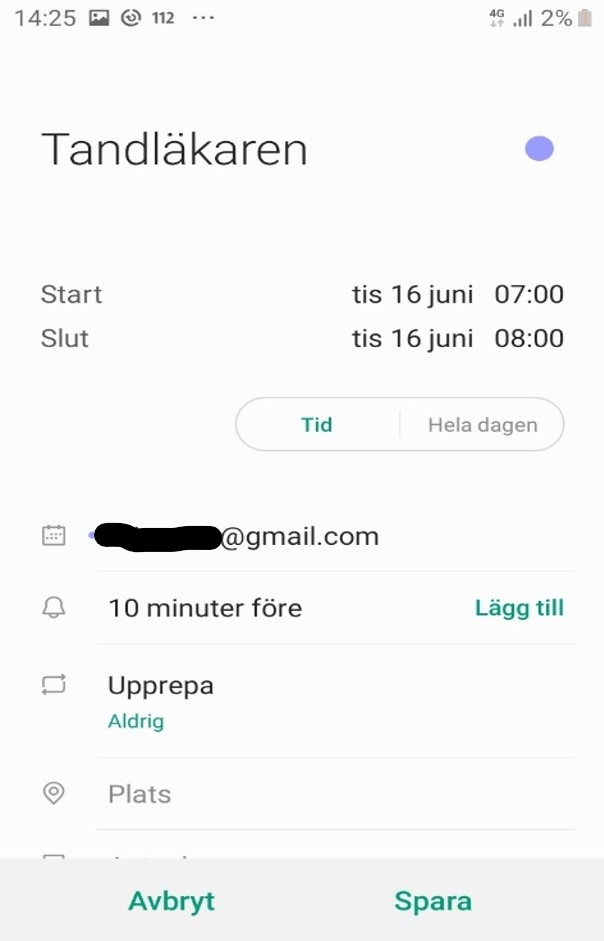 14:25 112 ... 4G 2%
Tandläkaren
Start tis 16 juni 07:00
Slut tis 16 juni 08:00
Tid Hela dagen
@gmail.com
10 minuter före Lägg till
Upprepa
Aldrig
Plats
Avbryt Spara